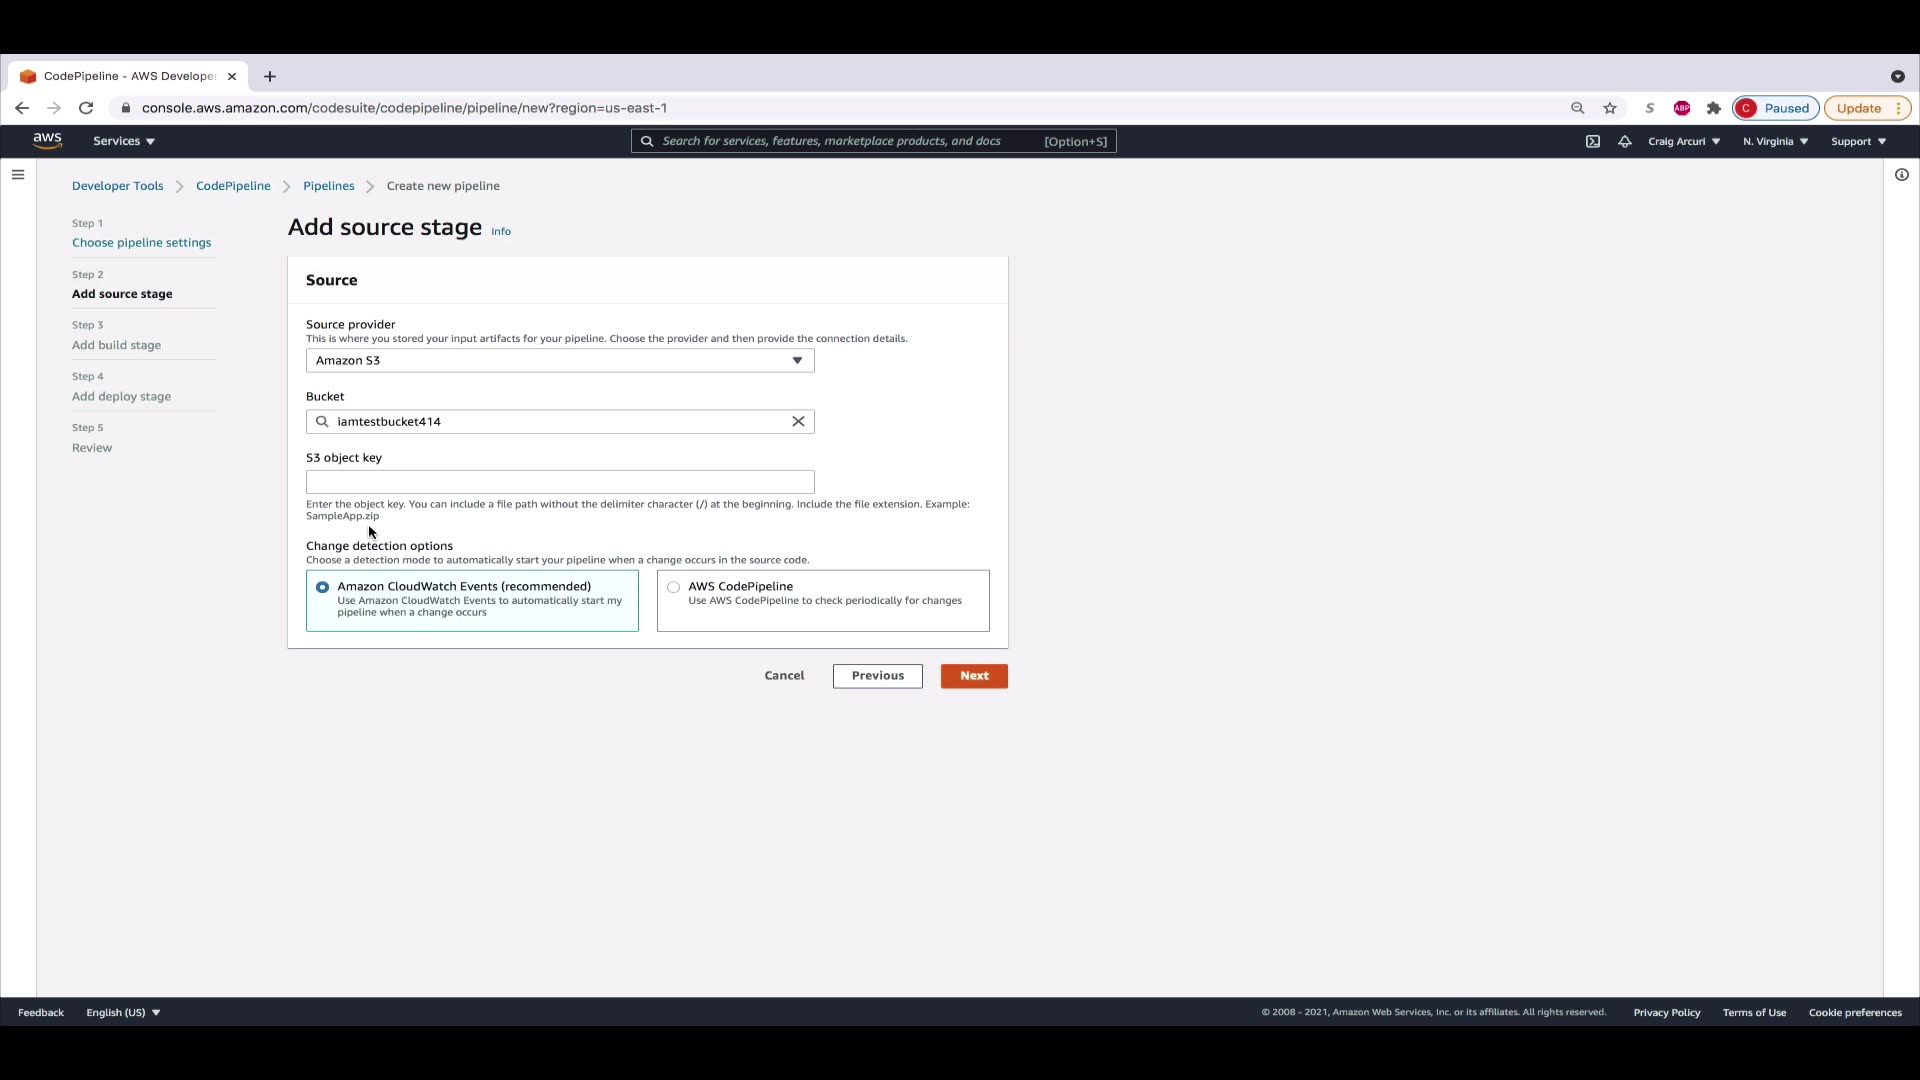 CodePipeline - AWS Develope
console.aws.amazon.com/codesuite/codepipeline/pipeline/new?region=us-east-1
ABP
C Paused
Update
aws
Services
Search for services, features, marketplace products, and docs [Option+S]
Craig Arcuri
N. Virginia
Support
Developer Tools
CodePipeline
Pipelines
Create new pipeline
Step 1
Choose pipeline settings
Step 2
Add source stage
Step 3
Add build stage
Step 4
Add deploy stage
Step 5
Review
Add source stage Info
Source
Source provider
This is where you stored your input artifacts for your pipeline. Choose the provider and then provide the connection details.
Amazon S3
Bucket
iamtestbucket414
S3 object key
Enter the object key. You can include a file path without the delimiter character (/) at the beginning. Include the file extension. Example:
SampleApp.zip
Change detection options
Choose a detection mode to automatically start your pipeline when a change occurs in the source code.
Amazon CloudWatch Events (recommended)
Use Amazon CloudWatch Events to automatically start my
pipeline when a change occurs
AWS CodePipeline
Use AWS CodePipeline to check periodically for changes
Cancel
Previous
Next
Feedback
English (US)
© 2008 - 2021, Amazon Web Services, Inc. or its affiliates. All rights reserved.
Privacy Policy
Terms of Use
Cookie preferences